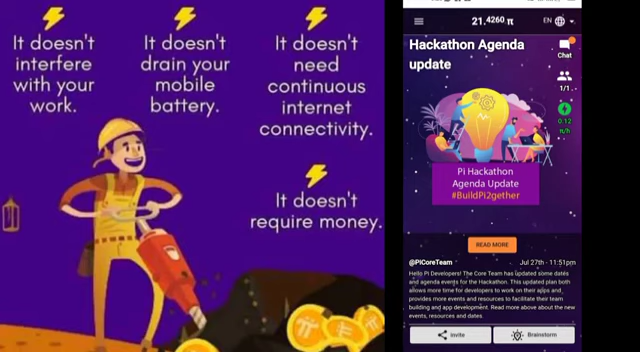 It doesn't
interfere
with your
work.
It doesn't
drain your
mobile
battery.
It doesn't
need
continuous
internet
connectivity.
It doesn't
require money.
21.4260 π
EN
Hackathon Agenda
update
Chat
1/1
0.12
π/h
Pi Hackathon
Agenda Update
#BuildPi2gether
READ MORE
@PiCoreTeam
Jul 27th - 11:51pm
Hello Pi Developers! The Core Team has updated some dates
and agenda events for the Hackathon. This updated plan both
allows more time for developers to work on their apps and
provides more events and resources to facilitate their team
building and app development. Read more above about the new
events, resources and dates.
Invite
Brainstorm